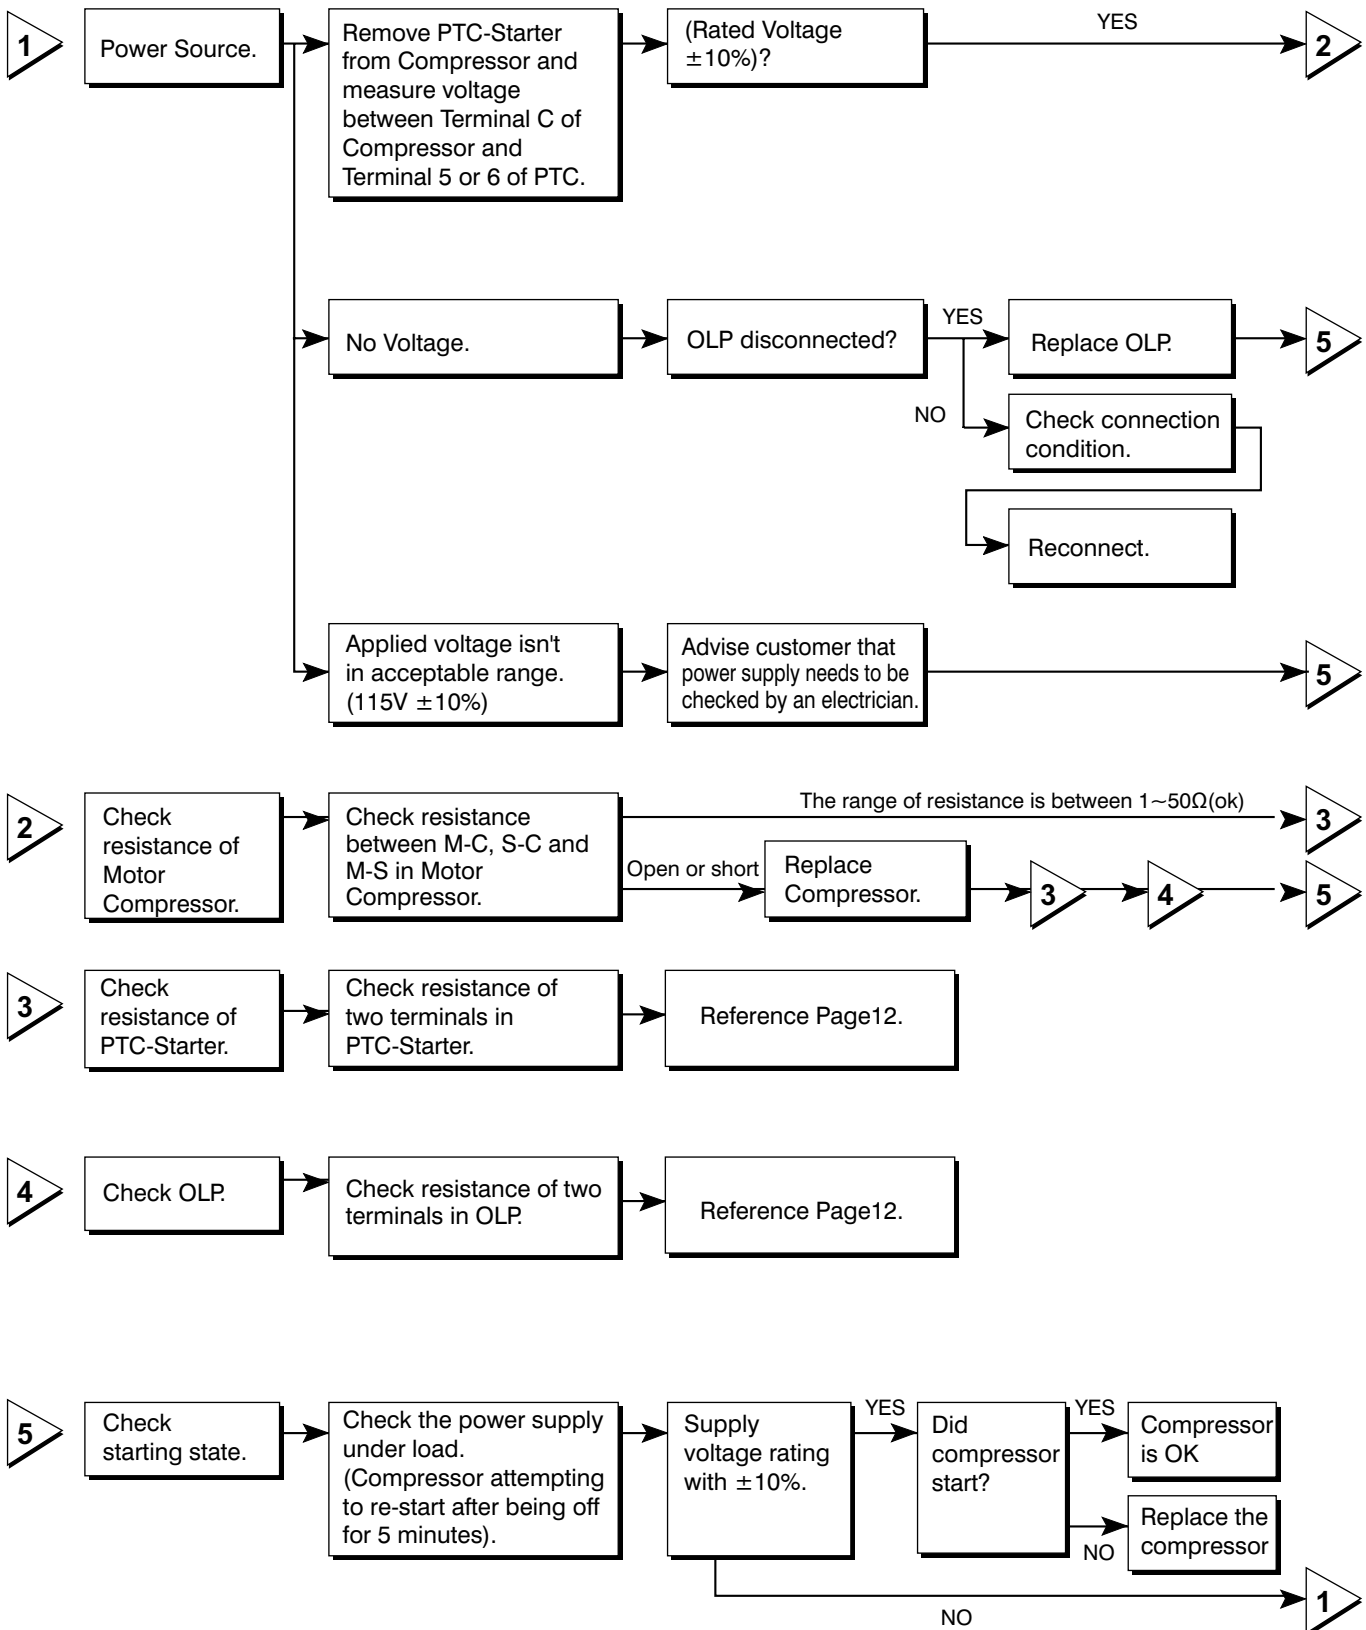 1
Power Source.
Remove PTC-Starter
from Compressor and
measure voltage
between Terminal C of
Compressor and
Terminal 5 or 6 of PTC.
(Rated Voltage
±10%)?
YES
2
No Voltage.
OLP disconnected?
YES
Replace OLP.
5
NO
Check connection
condition.
Reconnect.
Applied voltage isn't
in acceptable range.
(115V ±10%)
Advise customer that
power supply needs to be
checked by an electrician.
5
2
Check
resistance of
Motor
Compressor.
Check resistance
between M-C, S-C and
M-S in Motor
Compressor.
The range of resistance is between 1~50Ω(ok)
3
Open or short
Replace
Compressor.
3
4
5
3
Check
resistance of
PTC-Starter.
Check resistance of
two terminals in
PTC-Starter.
Reference Page12.
4
Check OLP.
Check resistance of two
terminals in OLP.
Reference Page12.
5
Check
starting state.
Check the power supply
under load.
(Compressor attempting
to re-start after being off
for 5 minutes).
Supply
voltage rating
with ±10%.
YES
Did
compressor
start?
YES
Compressor
is OK
NO
Replace the
compressor
NO
1